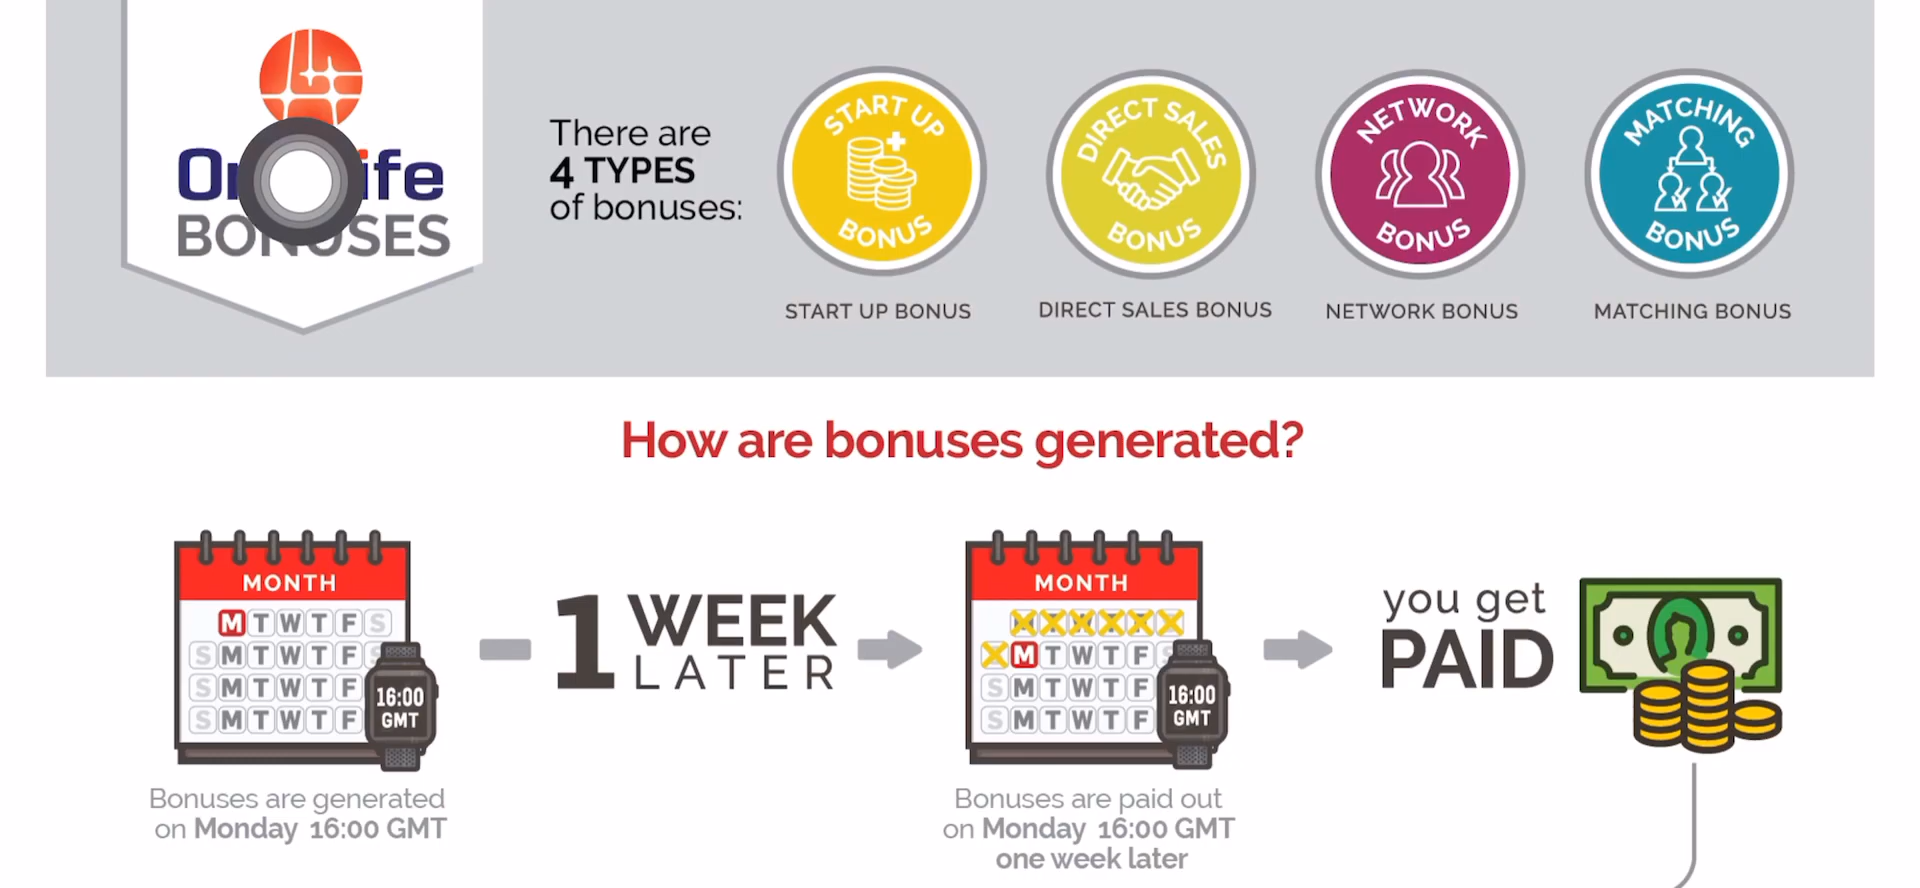 BONUSES
There are
4 TYPES
of bonuses:
START UP BONUS
DIRECT SALES BONUS
NETWORK BONUS
MATCHING BONUS
START UP BONUS
DIRECT SALES BONUS
NETWORK BONUS
MATCHING BONUS
How are bonuses generated?
MONTH
M T W T F S
S M T W T F S
S M T W T F
S M T W T F
16:00
GMT
1 WEEK
LATER
MONTH
M T W T F S
S M T W T F
S M T W T F
16:00
GMT
you get
PAID
Bonuses are generated
on Monday 16:00 GMT
Bonuses are paid out
on Monday 16:00 GMT
one week later